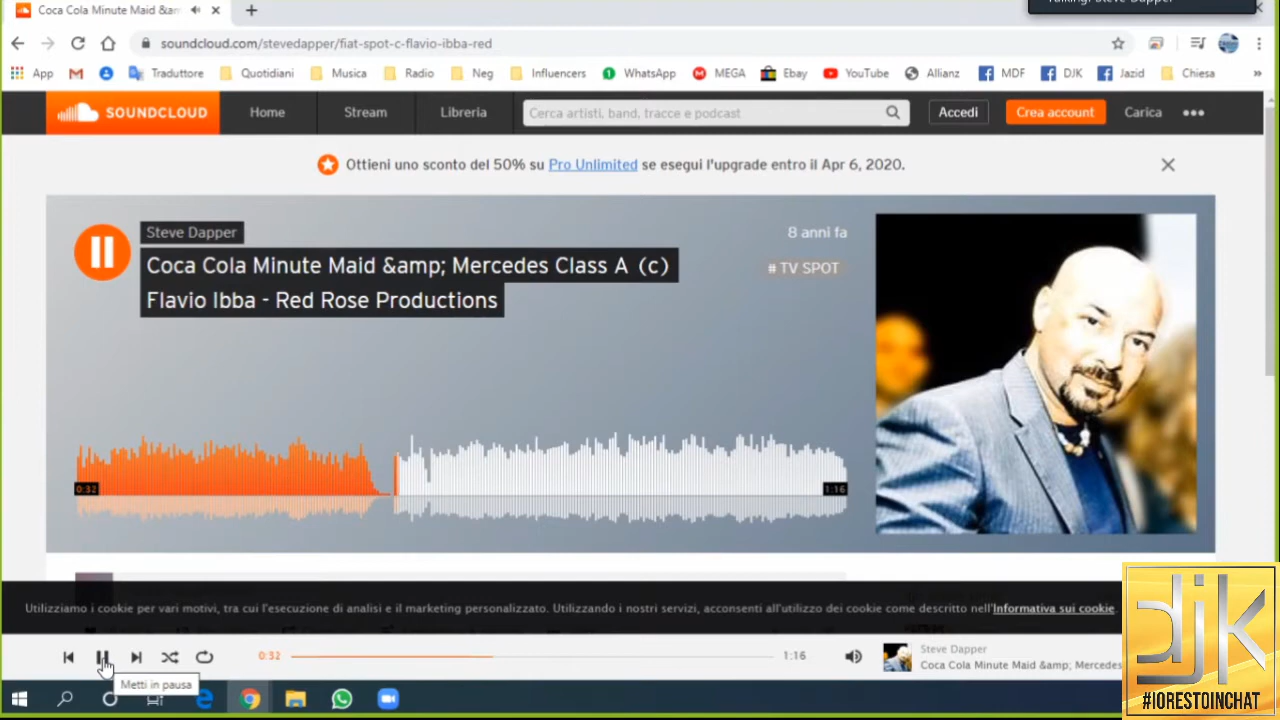 Coca Cola Minute Maid &am
Talking: Steve Dapper
soundcloud.com/stevedapper/fiat-spot-c-flavio-ibba-red
App Traduttore Quotidiani Musica Radio Neg Influencers WhatsApp MEGA Ebay YouTube Allianz MDF DJK Jazid Chiesa »
SOUNDCLOUD Home Stream Libreria Cerca artisti, band, tracce e podcast Accedi Crea account Carica
Ottieni uno sconto del 50% su Pro Unlimited se esegui l'upgrade entro il Apr 6, 2020.
Steve Dapper
8 anni fa
Coca Cola Minute Maid &amp; Mercedes Class A (c)
# TV SPOT
Flavio Ibba - Red Rose Productions
0:32
1:16
Utilizziamo i cookie per vari motivi, tra cui l'esecuzione di analisi e il marketing personalizzato. Utilizzando i nostri servizi, acconsenti all'utilizzo dei cookie come descritto nell'Informativa sui cookie.
0:32 1:16
Steve Dapper
Coca Cola Minute Maid &amp; Mercedes
Metti in pausa
djk
#IORESTOINCHAT